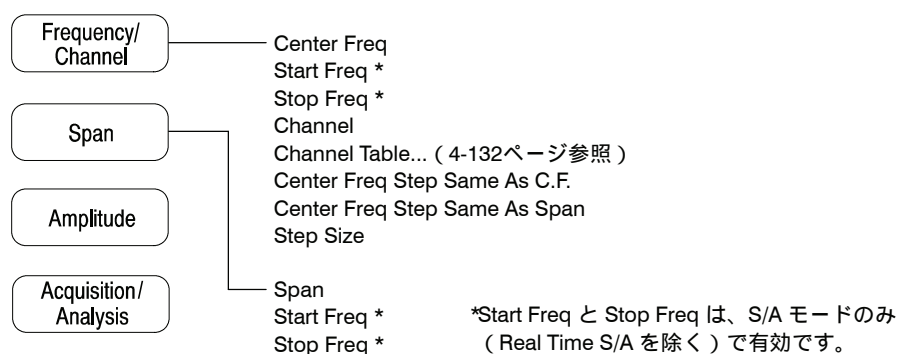 Frequency/
Channel
Center Freq
Start Freq *
Stop Freq *
Channel
Channel Table... ( 4-132ページ参照 )
Center Freq Step Same As C.F.
Center Freq Step Same As Span
Step Size
Span
Amplitude
Acquisition/
Analysis
Span
Start Freq *
Stop Freq *
*Start Freq と Stop Freq は、S/A モードのみ
( Real Time S/A を除く ) で有効です。